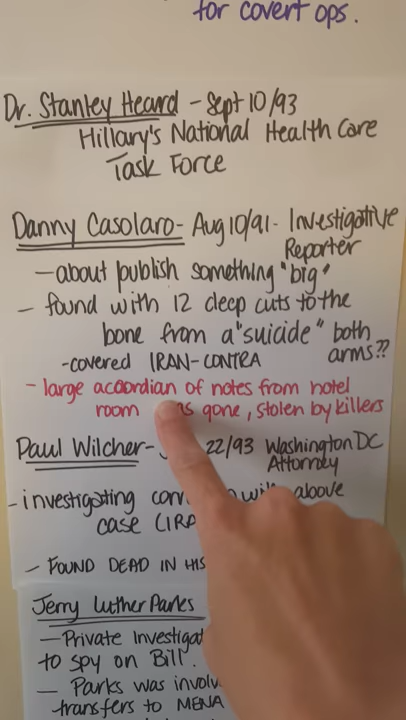 for covert ops.
Dr. Stanley Heard - Sept 10/93
Hillary's National Health Care
Task Force
Danny Casolaro - Aug 10/91 - Investigative
Reporter
- about publish something "big"
- found with 12 deep cuts to the
bone from a "suicide" both
arms??
- covered IRAN-CONTRA
- large acoordian of notes from hotel
room gone, stolen by killers
Paul Wilcher - 22/93 Washington DC
Attorney
- investigating above
case
- FOUND DEAD IN HIS
Jerry Luther Parks
- Private
to spy on Bill.
- Parks was
transfers to MENA